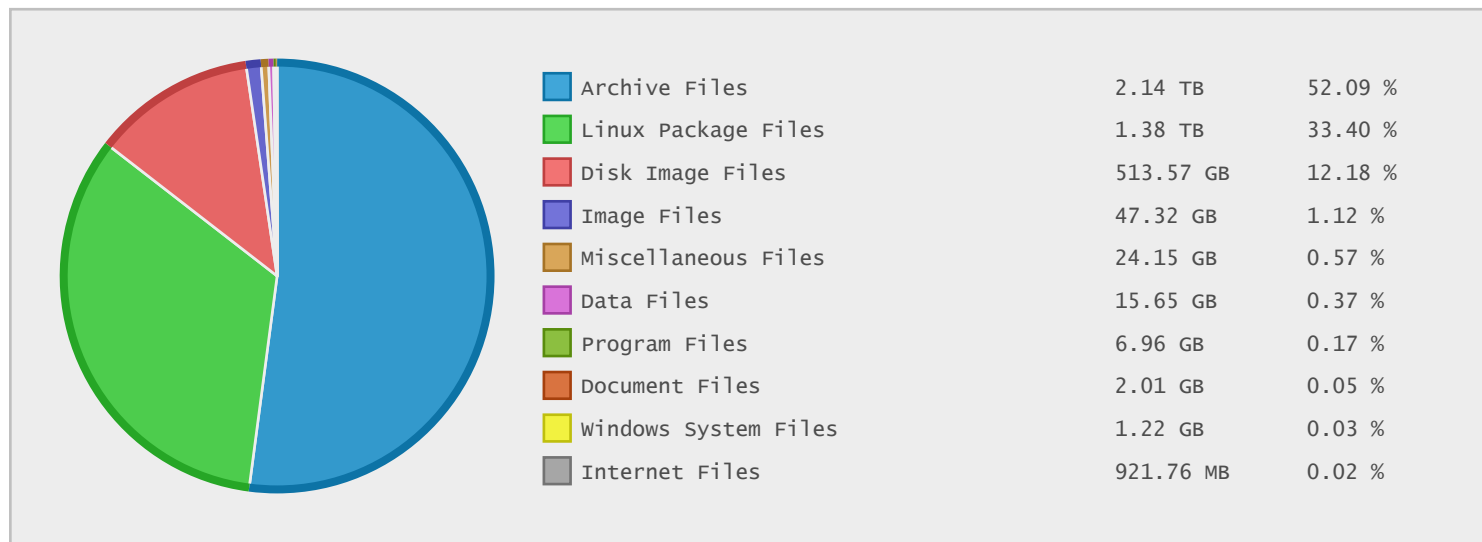 Archive Files 2.14 TB 52.09 %
Linux Package Files 1.38 TB 33.40 %
Disk Image Files 513.57 GB 12.18 %
Image Files 47.32 GB 1.12 %
Miscellaneous Files 24.15 GB 0.57 %
Data Files 15.65 GB 0.37 %
Program Files 6.96 GB 0.17 %
Document Files 2.01 GB 0.05 %
Windows System Files 1.22 GB 0.03 %
Internet Files 921.76 MB 0.02 %